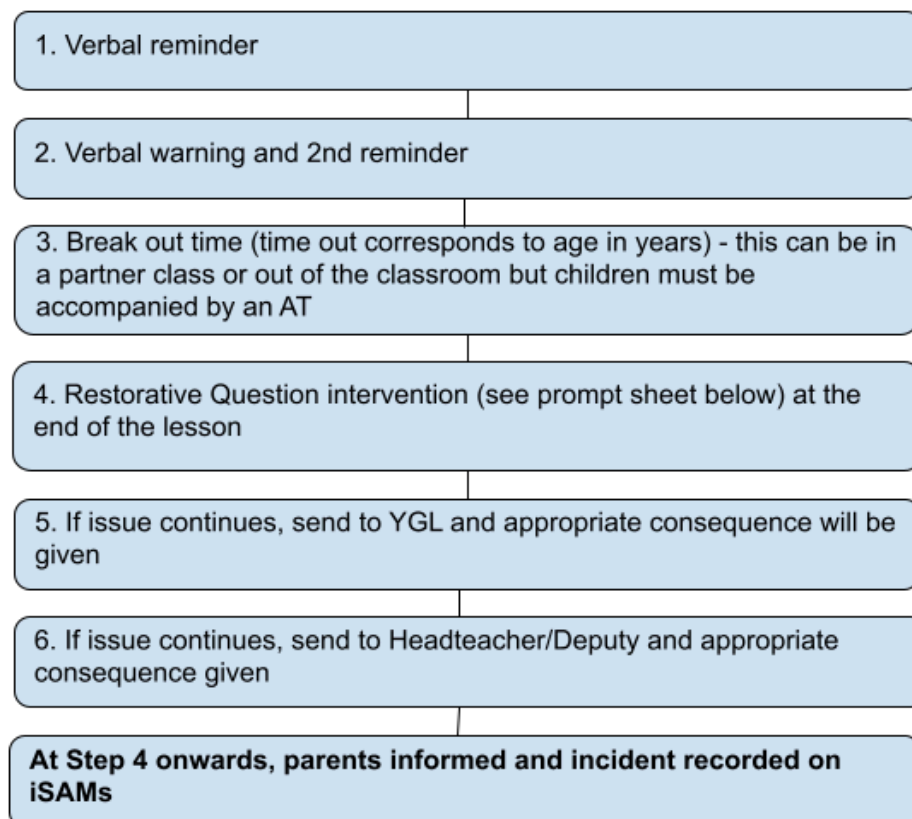 1. Verbal reminder
2. Verbal warning and 2nd reminder
3. Break out time (time out corresponds to age in years) - this can be in
a partner class or out of the classroom but children must be
accompanied by an AT
4. Restorative Question intervention (see prompt sheet below) at the
end of the lesson
5. If issue continues, send to YGL and appropriate consequence will be
given
6. If issue continues, send to Headteacher/Deputy and appropriate
consequence given
At Step 4 onwards, parents informed and incident recorded on
iSAMs